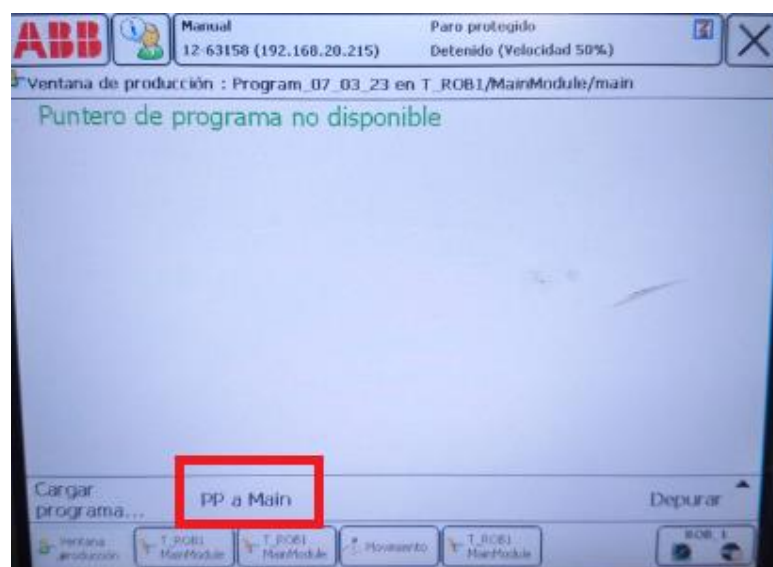 ABB
Manual
12-63158 (192.168.20.215)
Paro protegido
Detenido (Velocidad 50%)
Ventana de producción : Program_07_03_23 en T_ROB1/MainModule/main
Puntero de programa no disponible
Cargar
programa...
PP a Main
Depurar
Ventana
producción
T_ROB1
MainModule
T_ROB1
MainModule
Movimiento
T_ROB1
MainModule
ROB_1